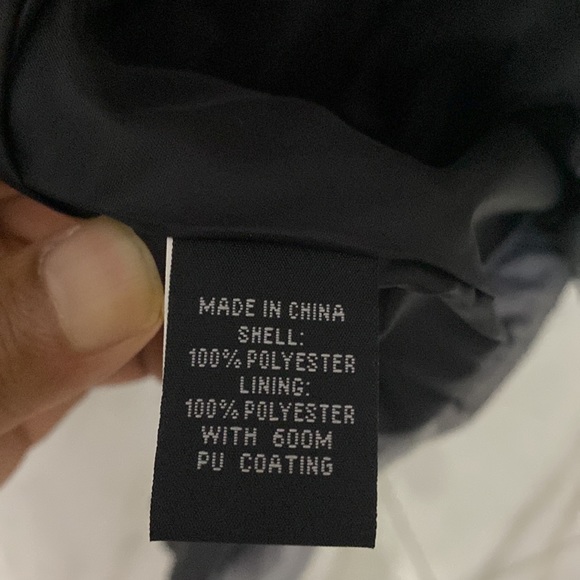 MADE IN CHINA
SHELL:
100% POLYESTER
LINING:
100% POLYESTER
WITH 600M
PU COATING